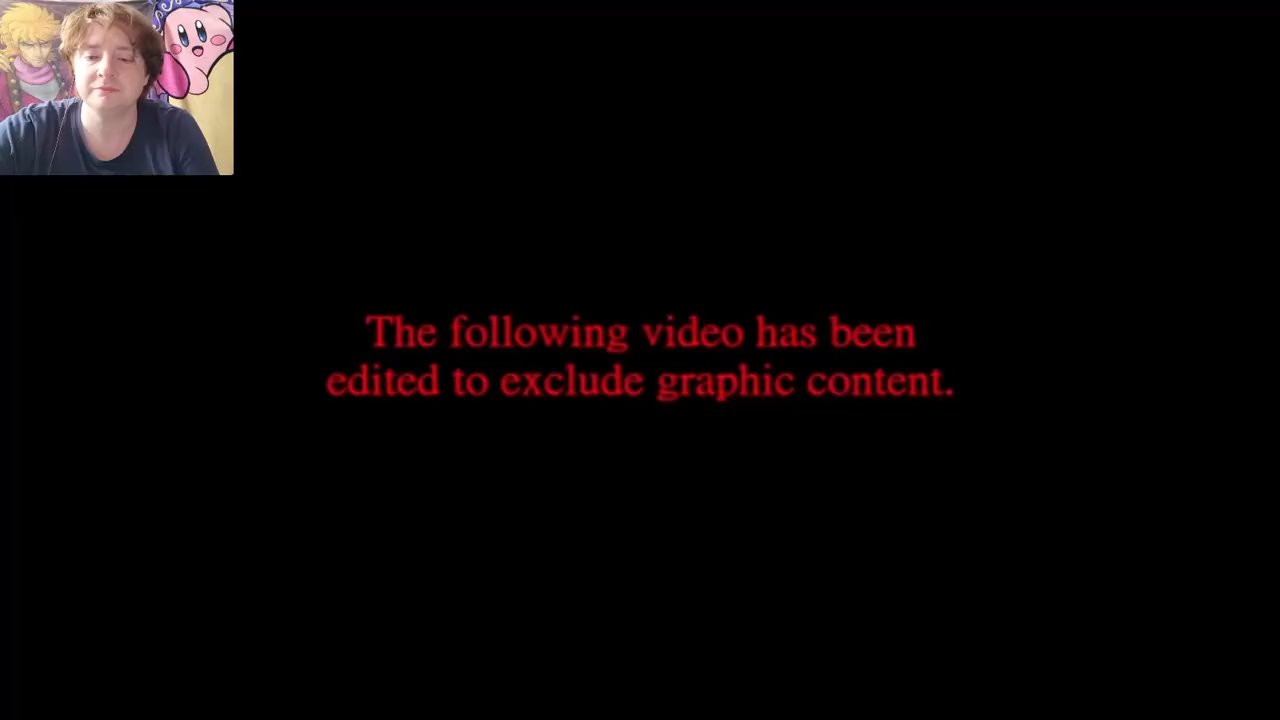 The following video has been
edited to exclude graphic content.